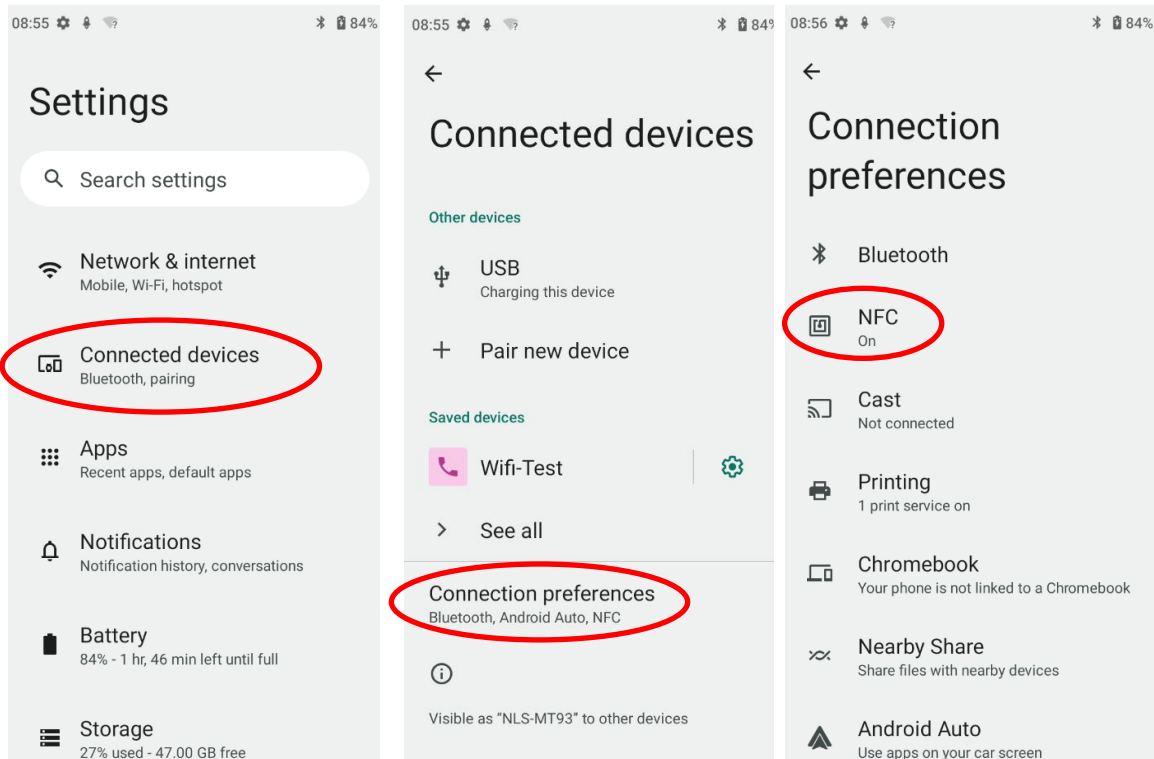 08:55 84%
Settings
Search settings
Network & internet
Mobile, Wi-Fi, hotspot
Connected devices
Bluetooth, pairing
Apps
Recent apps, default apps
Notifications
Notification history, conversations
Battery
84% - 1 hr, 46 min left until full
Storage
27% used - 47.00 GB free
08:55 84%
Connected devices
Other devices
USB
Charging this device
Pair new device
Saved devices
Wifi-Test
See all
Connection preferences
Bluetooth, Android Auto, NFC
Visible as “NLS-MT93” to other devices
08:56 84%
Connection
preferences
Bluetooth
NFC
On
Cast
Not connected
Printing
1 print service on
Chromebook
Your phone is not linked to a Chromebook
Nearby Share
Share files with nearby devices
Android Auto
Use apps on your car screen